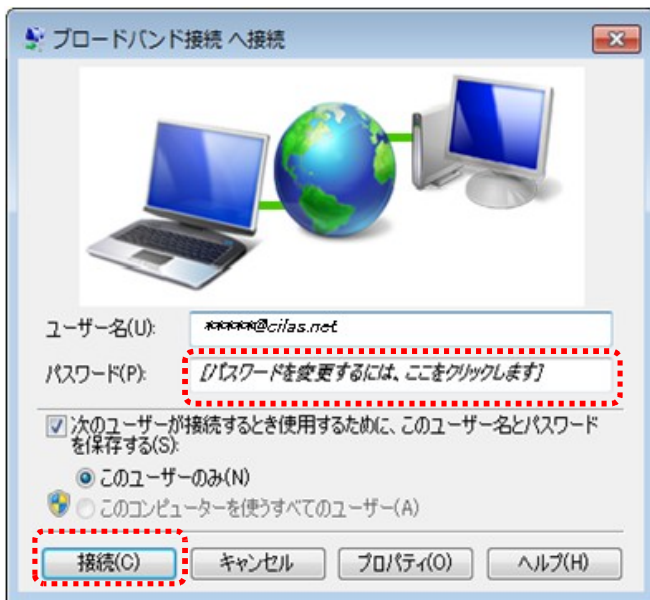 ブロードバンド接続 へ接続
ユーザー名(U):
*****@cilas.net
パスワード(P):
[パスワードを変更するには、ここをクリックします]
次のユーザーが接続するとき使用するために、このユーザー名とパスワード
を保存する(S):
このユーザーのみ(N)
このコンピューターを使うすべてのユーザー(A)
接続(C)
キャンセル
プロパティ(O)
ヘルプ(H)